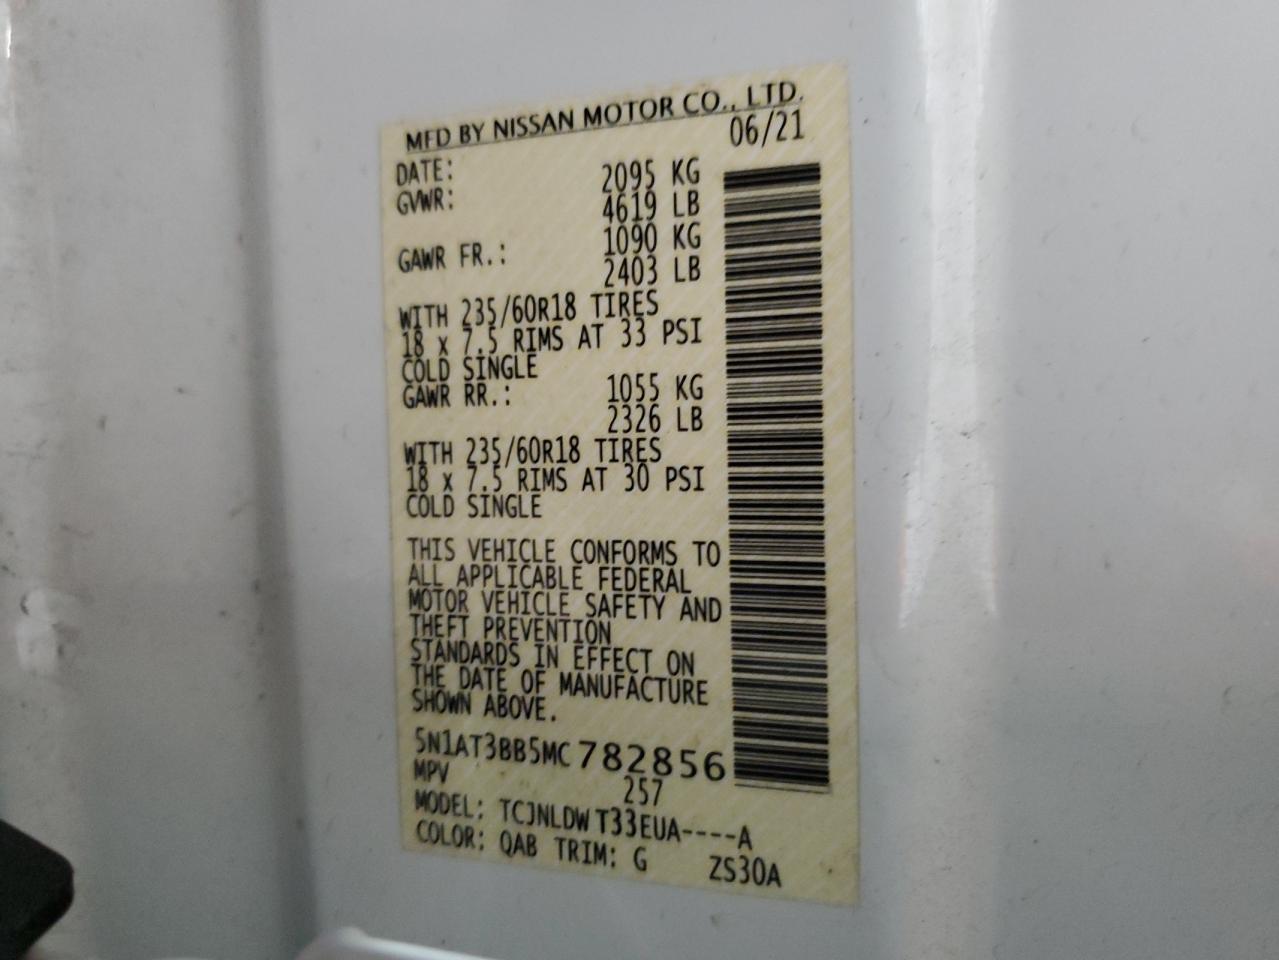 MFD BY NISSAN MOTOR CO., LTD.
DATE: 06/21
GVWR: 2095 KG
4619 LB
GAWR FR.: 1090 KG
2403 LB
WITH 235/60R18 TIRES
18 x 7.5 RIMS AT 33 PSI
COLD SINGLE
GAWR RR.: 1055 KG
2326 LB
WITH 235/60R18 TIRES
18 x 7.5 RIMS AT 30 PSI
COLD SINGLE
THIS VEHICLE CONFORMS TO
ALL APPLICABLE FEDERAL
MOTOR VEHICLE SAFETY AND
THEFT PREVENTION
STANDARDS IN EFFECT ON
THE DATE OF MANUFACTURE
SHOWN ABOVE.
5N1AT3BB5MC782856
MPV 257
MODEL: TCJNLDW T33EUA----A
COLOR: QAB TRIM: G ZS30A